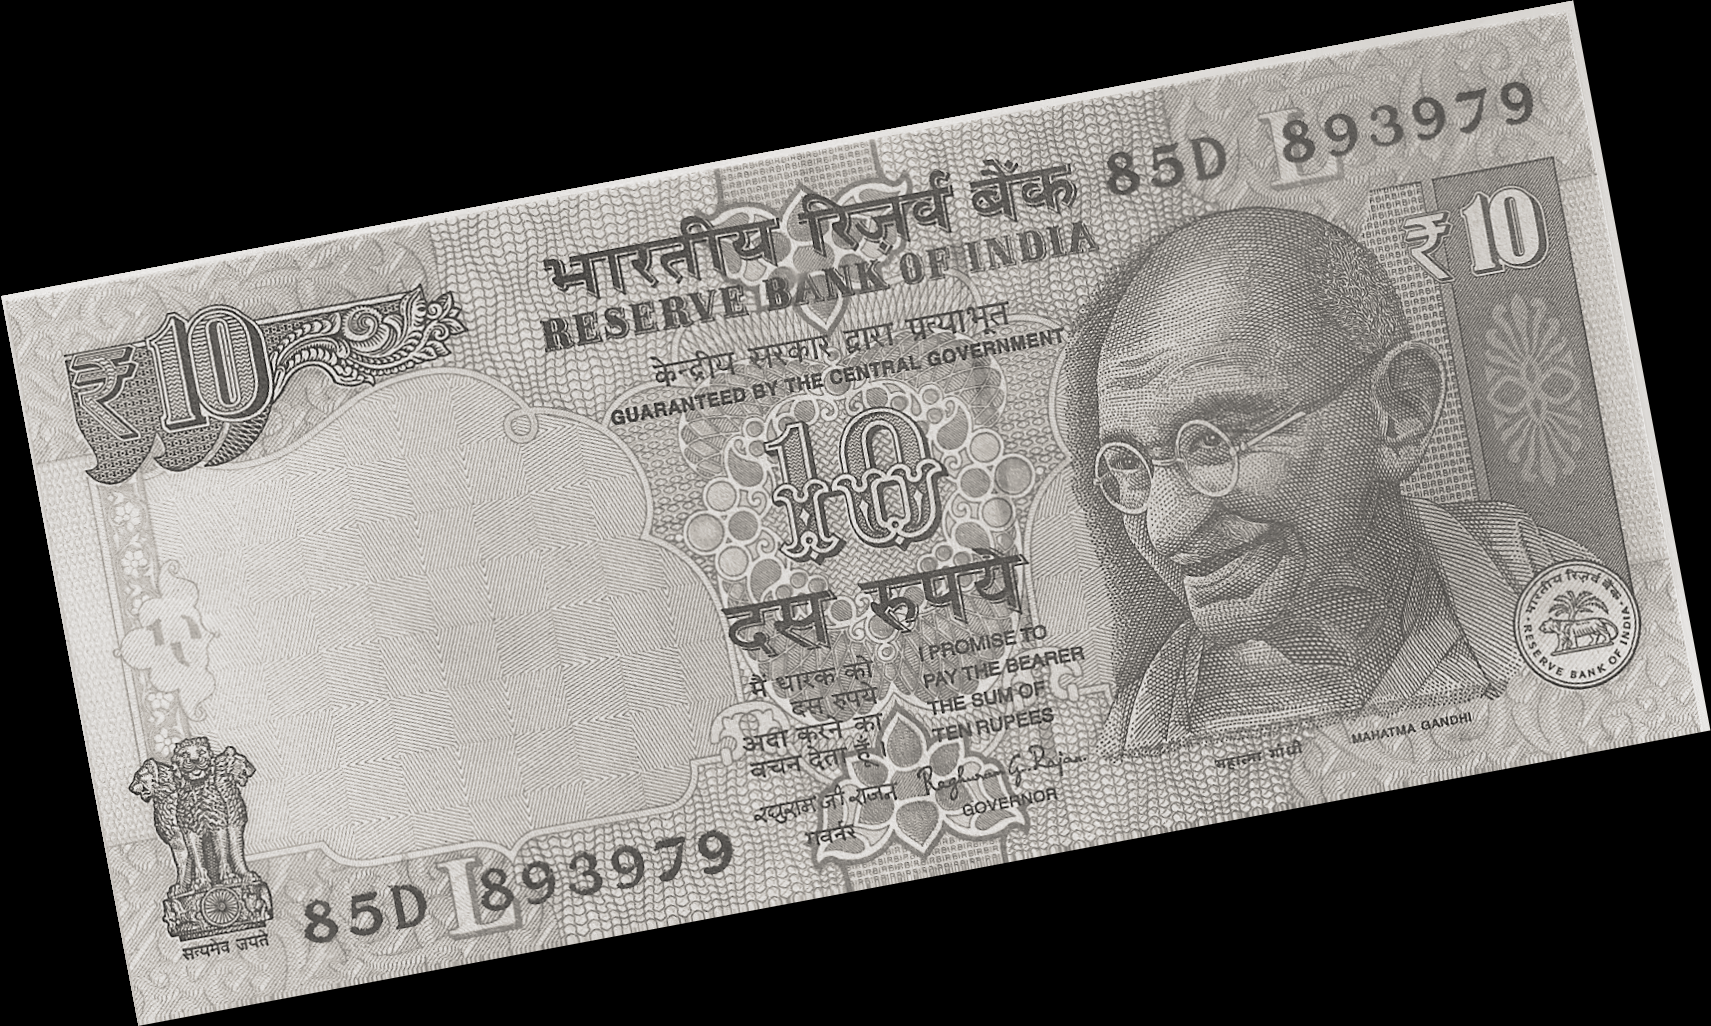 भारतीय रिज़र्व बैंक
RESERVE BANK OF INDIA
85D 893979
L
₹10
₹10
केन्द्रीय सरकार द्वारा प्रत्याभूत
GUARANTEED BY THE CENTRAL GOVERNMENT
10
दस रुपये
मैं धारक को
दस रुपये
अदा करने का
वचन देता हूँ।
रघुराम जी राजन
गवर्नर
I PROMISE TO
PAY THE BEARER
THE SUM OF
TEN RUPEES
Raghuram G. Rajan
GOVERNOR
महात्मा गांधी
MAHATMA GANDHI
भारतीय रिज़र्व बैंक
RESERVE BANK OF INDIA
सत्यमेव जयते
85D 893979
L